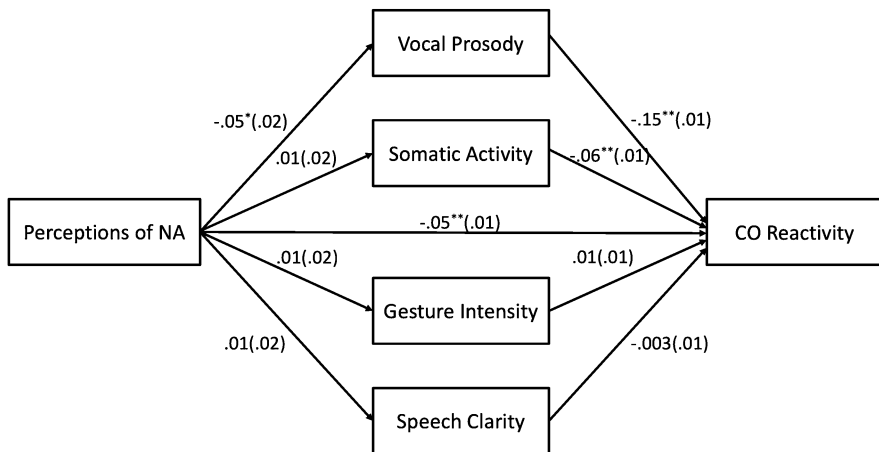 Vocal Prosody
-.05*(.02)
-.15**(.01)
Somatic Activity
.01(.02)
-.06**(.01)
Perceptions of NA
-.05**(.01)
CO Reactivity
.01(.02)
.01(.01)
Gesture Intensity
.01(.02)
-.003(.01)
Speech Clarity